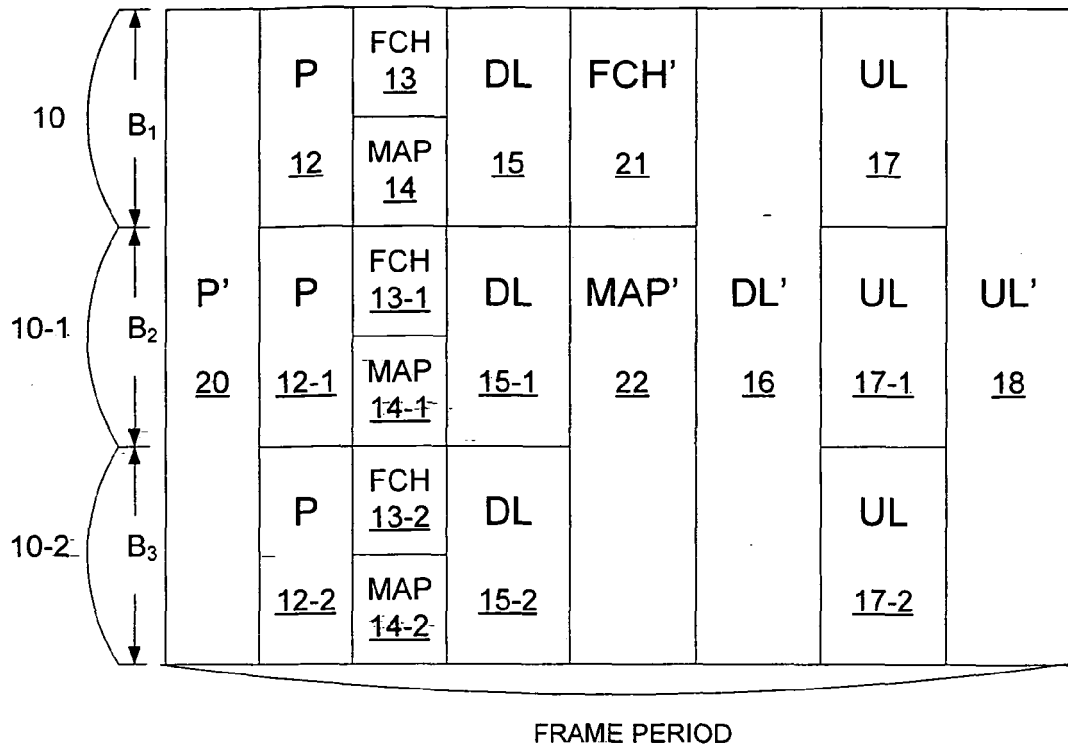 10
B₁
P
12
FCH
13
MAP
14
DL
15
FCH'
21
UL
17
10-1
B₂
P'
20
P
12-1
FCH
13-1
MAP
14-1
DL
15-1
MAP'
22
DL'
16
UL
17-1
UL'
18
10-2
B₃
P
12-2
FCH
13-2
MAP
14-2
DL
15-2
UL
17-2
FRAME PERIOD